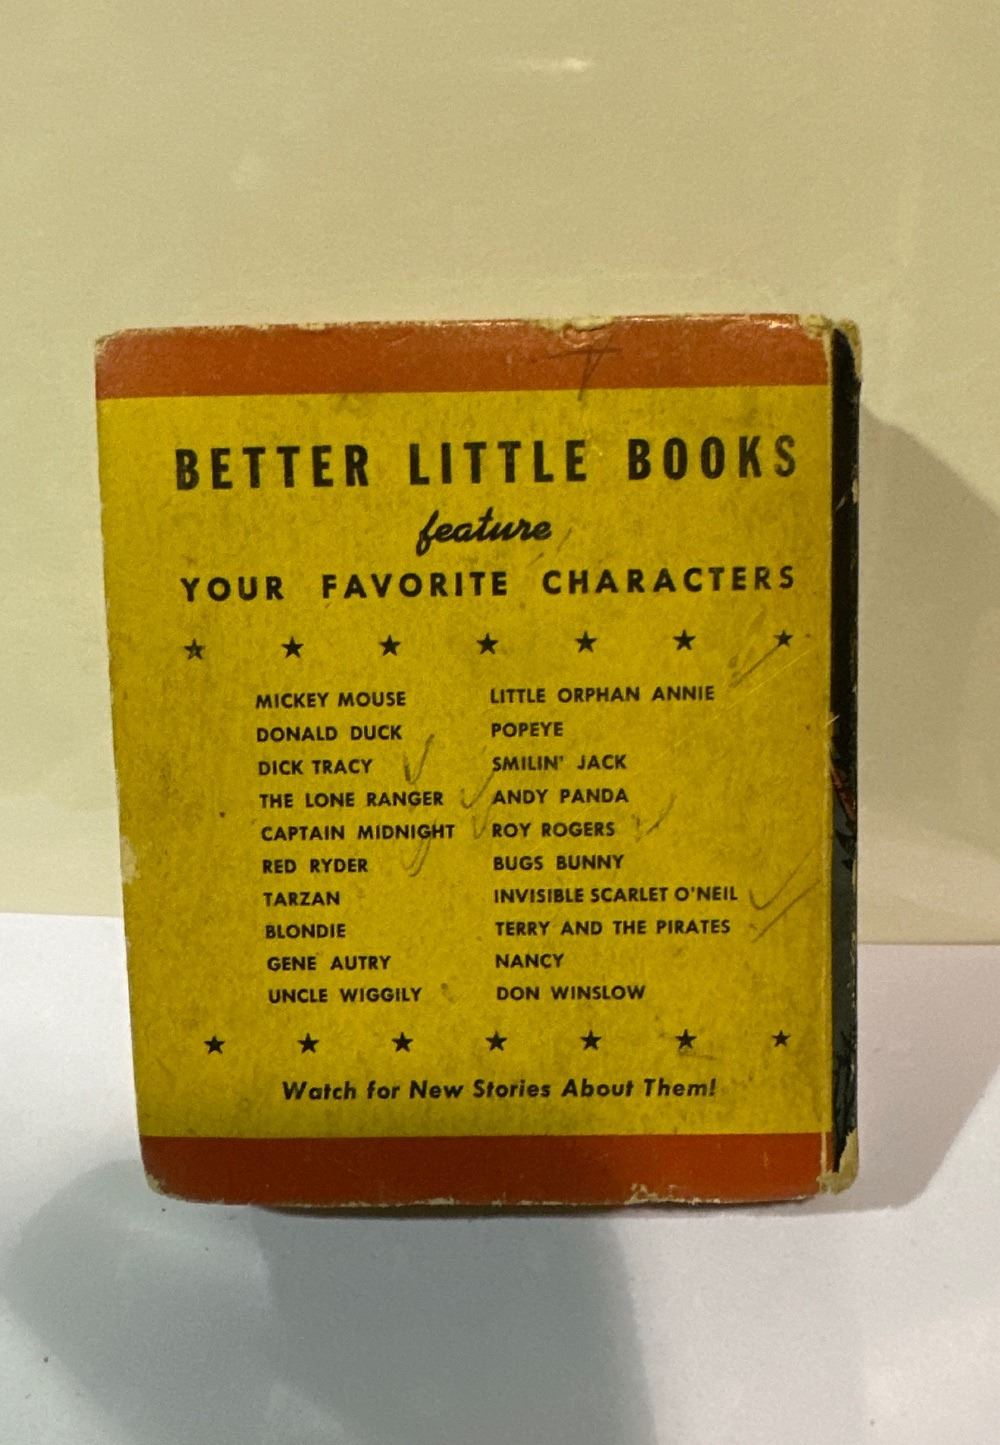 BETTER LITTLE BOOKS
feature
YOUR FAVORITE CHARACTERS
MICKEY MOUSE
DONALD DUCK
DICK TRACY
THE LONE RANGER
CAPTAIN MIDNIGHT
RED RYDER
TARZAN
BLONDIE
GENE AUTRY
UNCLE WIGGILY
LITTLE ORPHAN ANNIE
POPEYE
SMILIN' JACK
ANDY PANDA
ROY ROGERS
BUGS BUNNY
INVISIBLE SCARLET O'NEIL
TERRY AND THE PIRATES
NANCY
DON WINSLOW
Watch for New Stories About Them!